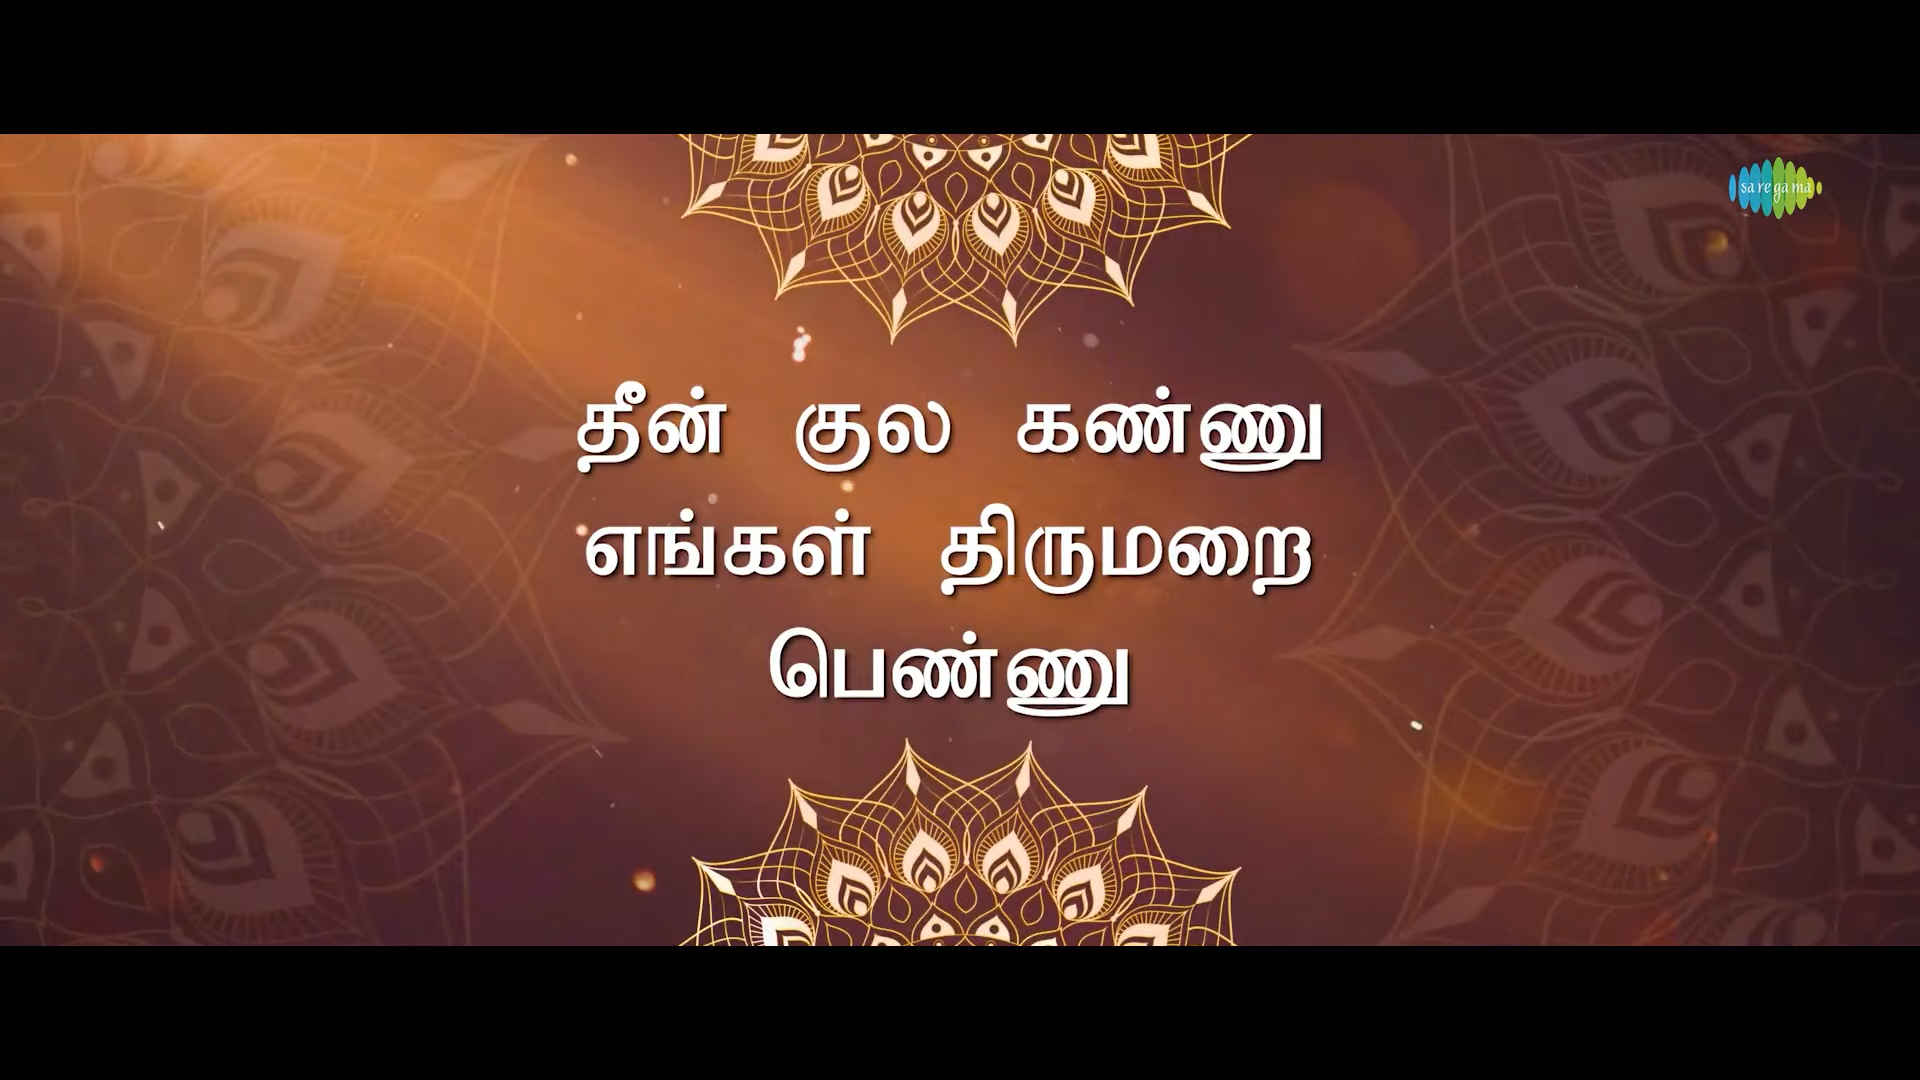 saregama
தீன் குல கண்ணு
எங்கள் திருமறை
பெண்ணு